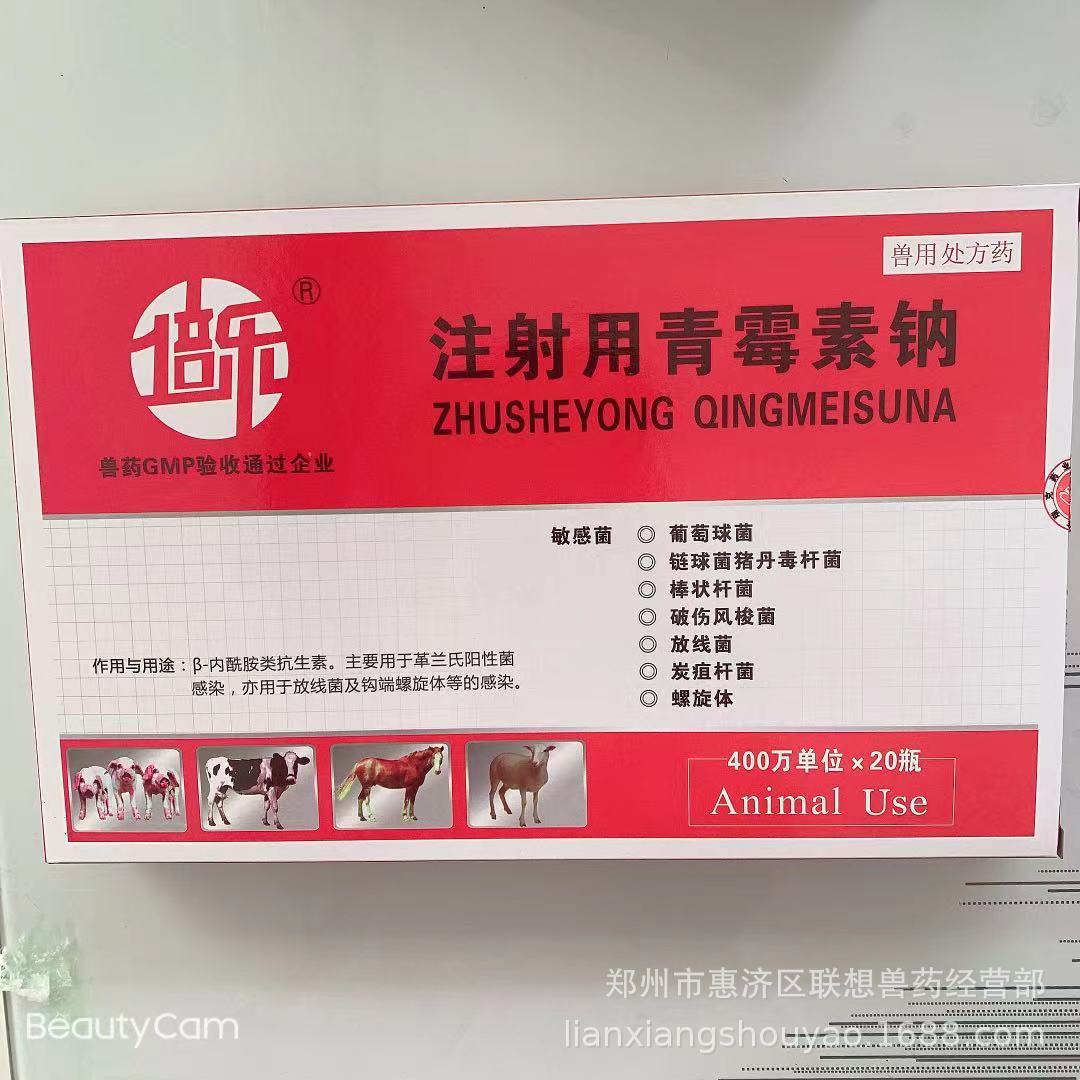 兽用处方药
倍乐
®
兽药GMP验收通过企业
注射用青霉素钠
ZHUSHEYONG QINGMEISUNA
敏感菌 ◎ 葡萄球菌
◎ 链球菌猪丹毒杆菌
◎ 棒状杆菌
◎ 破伤风梭菌
◎ 放线菌
◎ 炭疽杆菌
◎ 螺旋体
作用与用途：β-内酰胺类抗生素。主要用于革兰氏阳性菌
感染，亦用于放线菌及钩端螺旋体等的感染。
400万单位×20瓶
Animal Use
郑州市惠济区联想兽药经营部
lianxiangshouyao.1688.com
BeautyCam